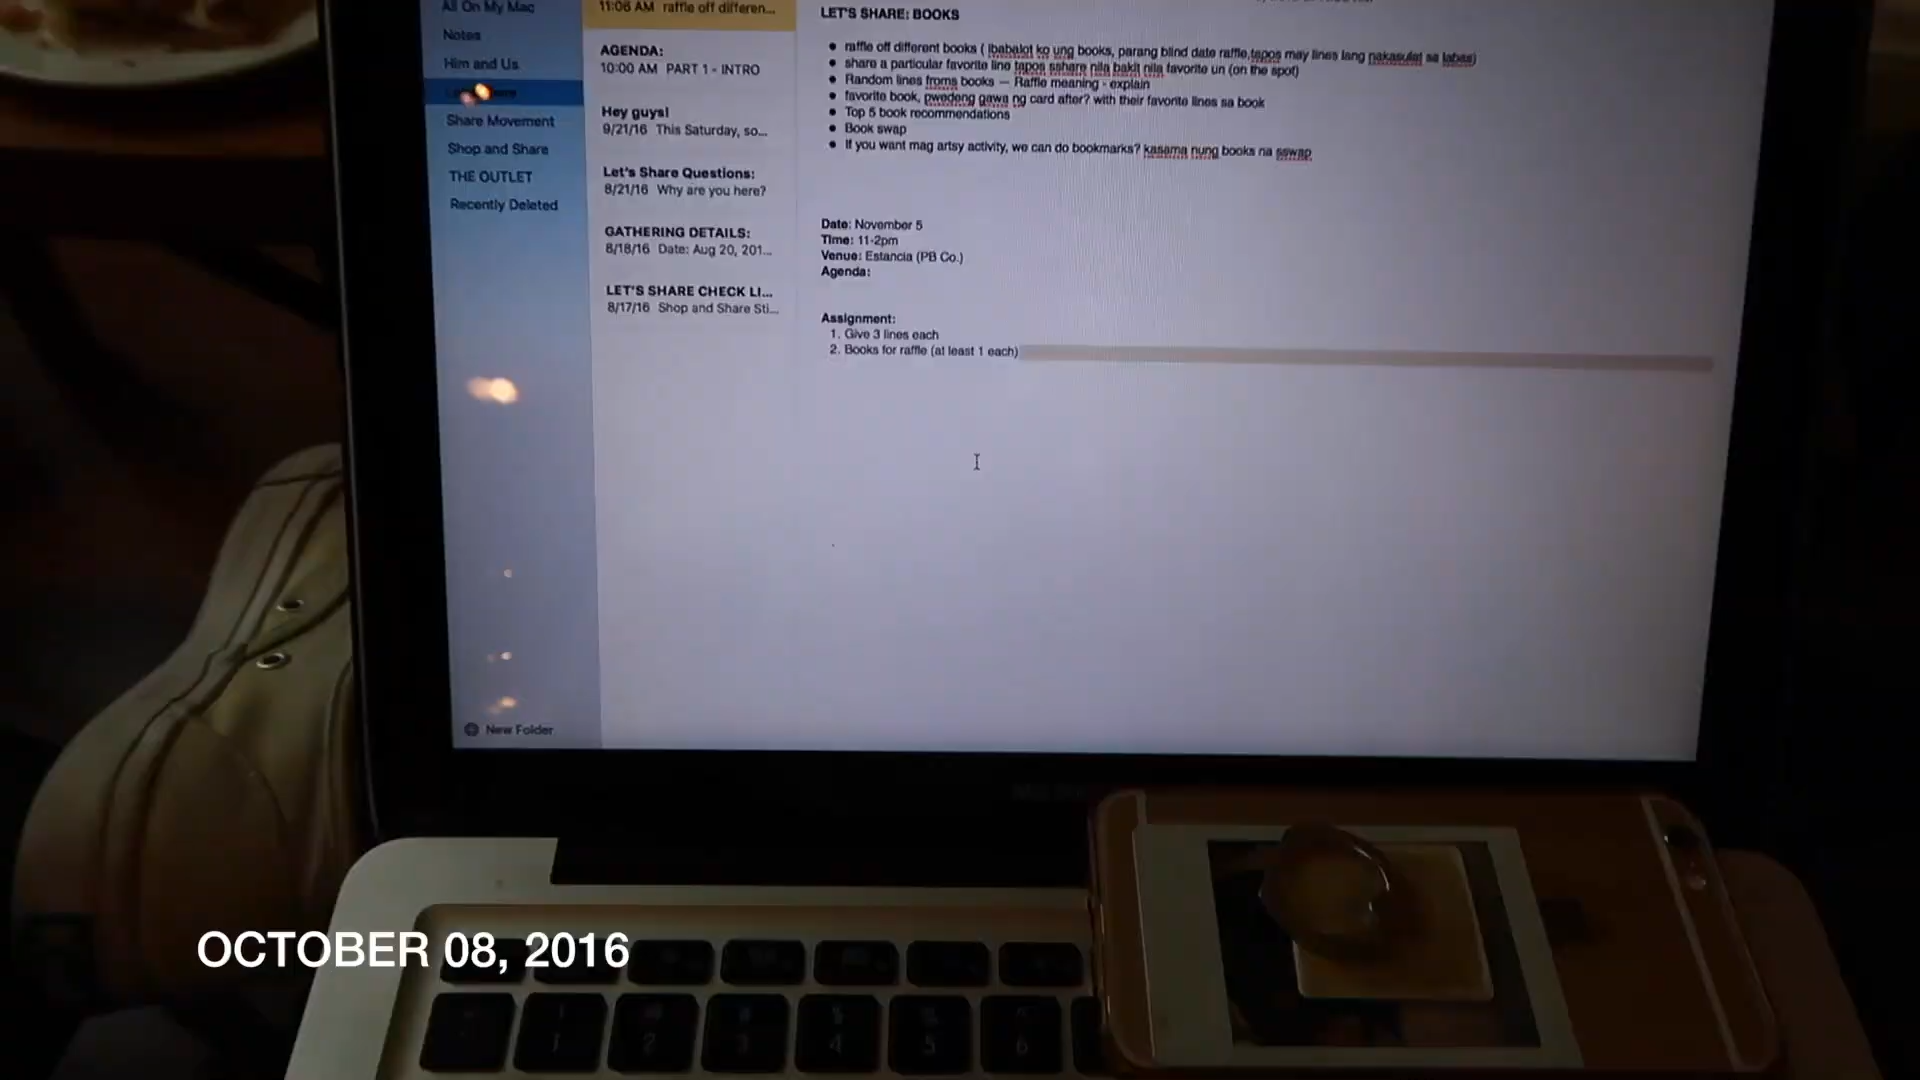 All On My Mac
Notes
Him and Us
Share Movement
Shop and Share
THE OUTLET
Recently Deleted
New Folder
11:06 AM raffle off differen...
AGENDA:
10:00 AM PART 1 - INTRO
Hey guys!
9/21/16 This Saturday, so...
Let's Share Questions:
8/21/16 Why are you here?
GATHERING DETAILS:
8/18/16 Date: Aug 20, 201...
LET'S SHARE CHECK LI...
8/17/16 Shop and Share Sti...
LET'S SHARE: BOOKS
• raffle off different books ( ibabalot ko ung books, parang blind date raffle,tapos may lines lang nakasulat sa labas)
• share a particular favorite line tapos sshare nila bakit nila favorite un (on the spot)
• Random lines froms books — Raffle meaning - explain
• favorite book, pwedeng gawa ng card after? with their favorite lines sa book
• Top 5 book recommendations
• Book swap
• If you want mag artsy activity, we can do bookmarks? kasama nung books na sswap
Date: November 5
Time: 11-2pm
Venue: Estancia (PB Co.)
Agenda:
Assignment:
1. Give 3 lines each
2. Books for raffle (at least 1 each)
OCTOBER 08, 2016
1 2 3 4 5 6